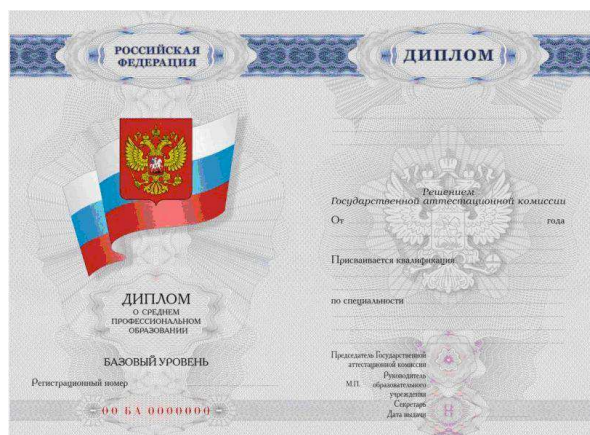 РОССИЙСКАЯ
ФЕДЕРАЦИЯ
ДИПЛОМ
О СРЕДНЕМ
ПРОФЕССИОНАЛЬНОМ
ОБРАЗОВАНИИ
БАЗОВЫЙ УРОВЕНЬ
Регистрационный номер
00 БА 0000000
ДИПЛОМ
Решением
Государственной аттестационной комиссии
От года
Присваивается квалификация
по специальности
Председатель Государственной
аттестационной комиссии
Руководитель
М.П. образовательного
учреждения
Секретарь
Дата выдачи